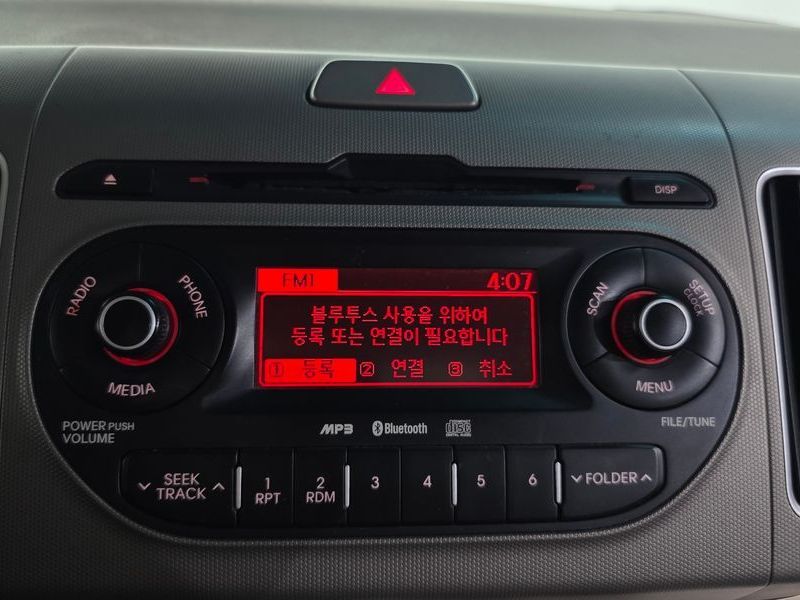 DISP
RADIO
PHONE
MEDIA
FM1 4:07
블루투스 사용을 위하여
등록 또는 연결이 필요합니다
① 등록 ② 연결 ③ 취소
SCAN
SETUP
CLOCK
MENU
POWER PUSH
VOLUME
MP3 Bluetooth COMPACT disc DIGITAL AUDIO
FILE/TUNE
SEEK
TRACK
1
RPT
2
RDM
3
4
5
6
FOLDER